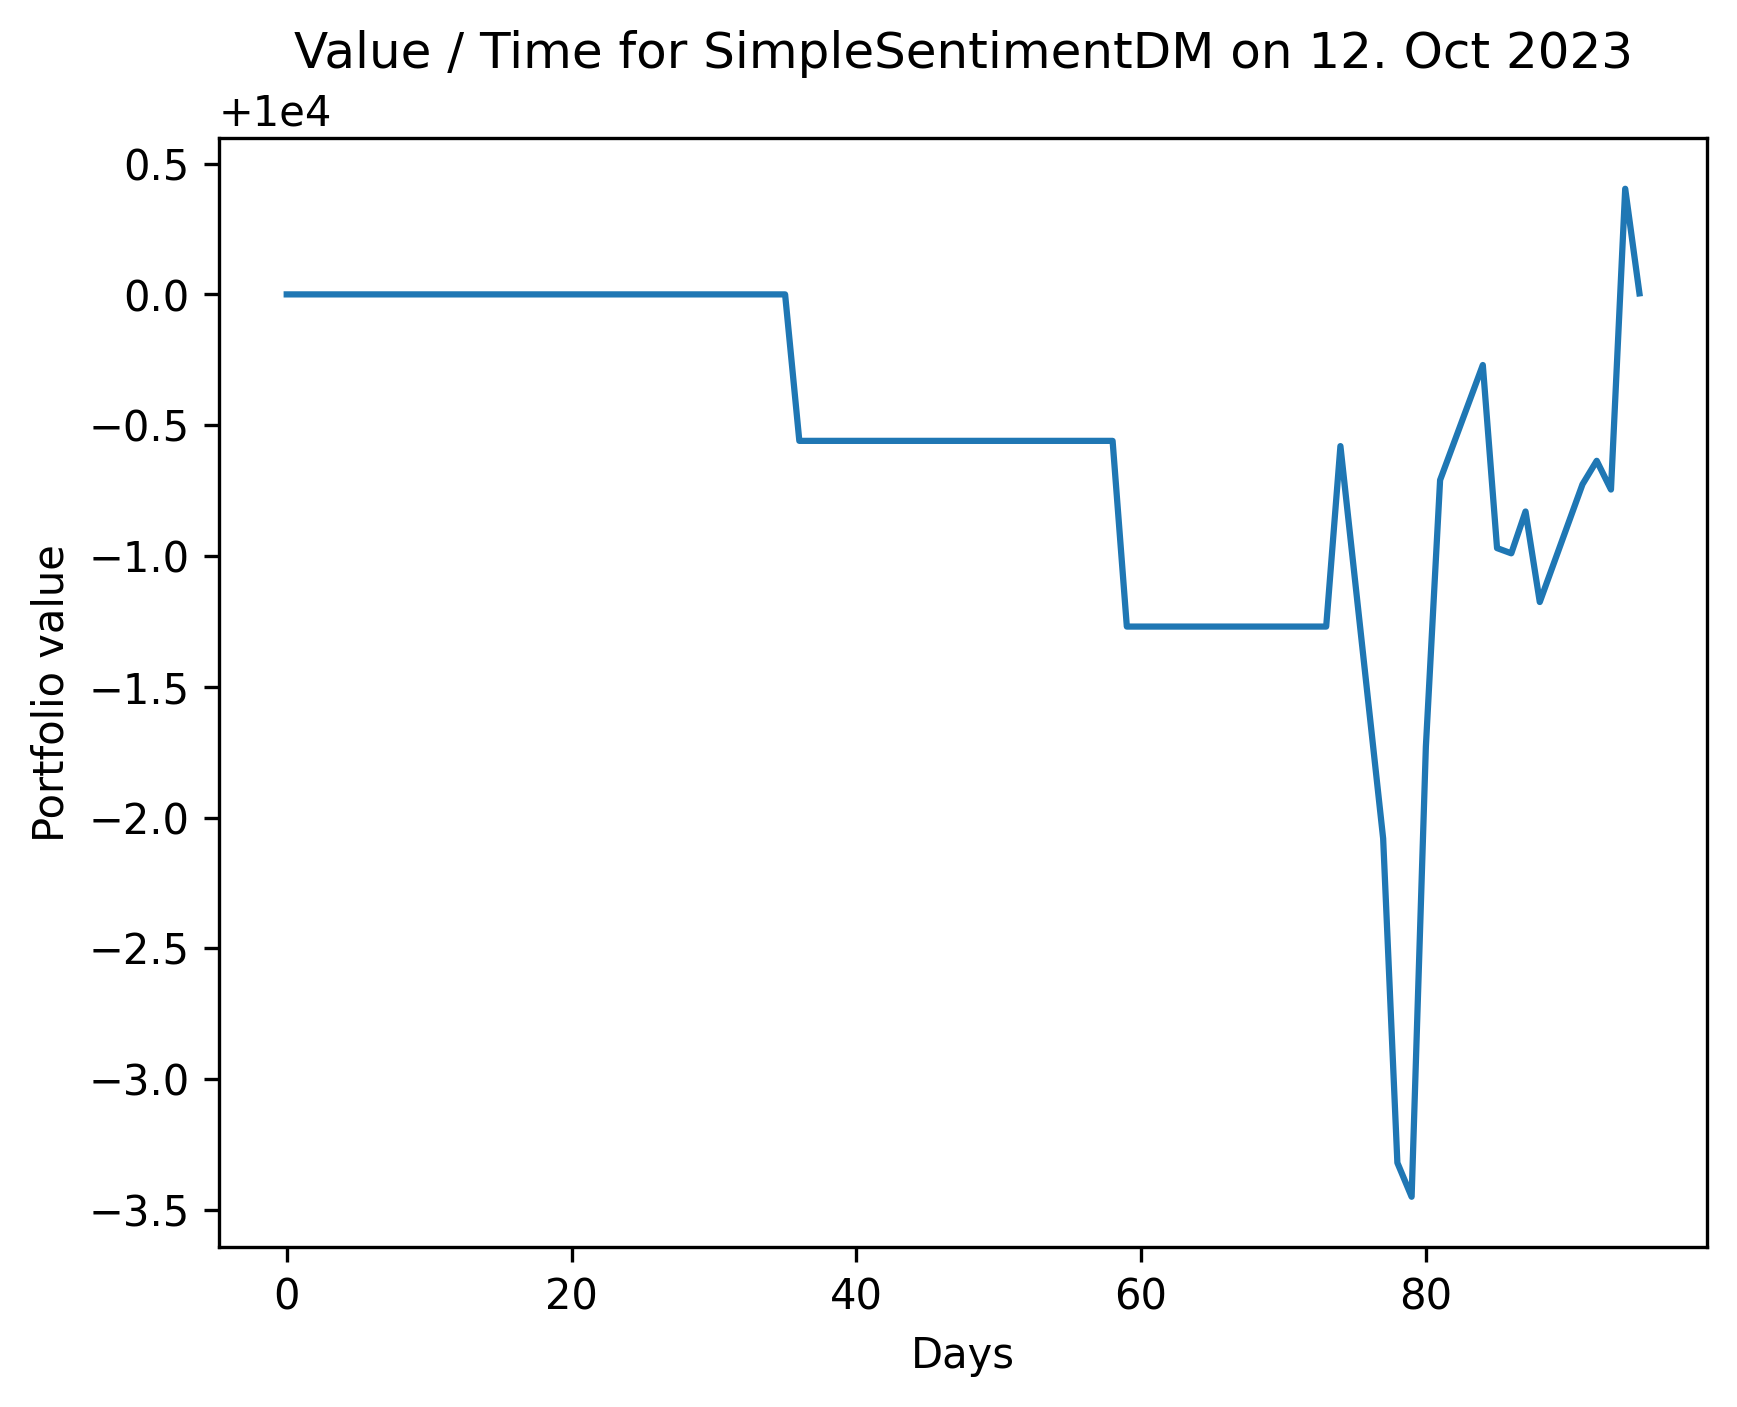 Value / Time for SimpleSentimentDM on 12. Oct 2023
+1e4
0.5
0.0
−0.5
−1.0
−1.5
−2.0
−2.5
−3.0
−3.5
Portfolio value
0 20 40 60 80
Days